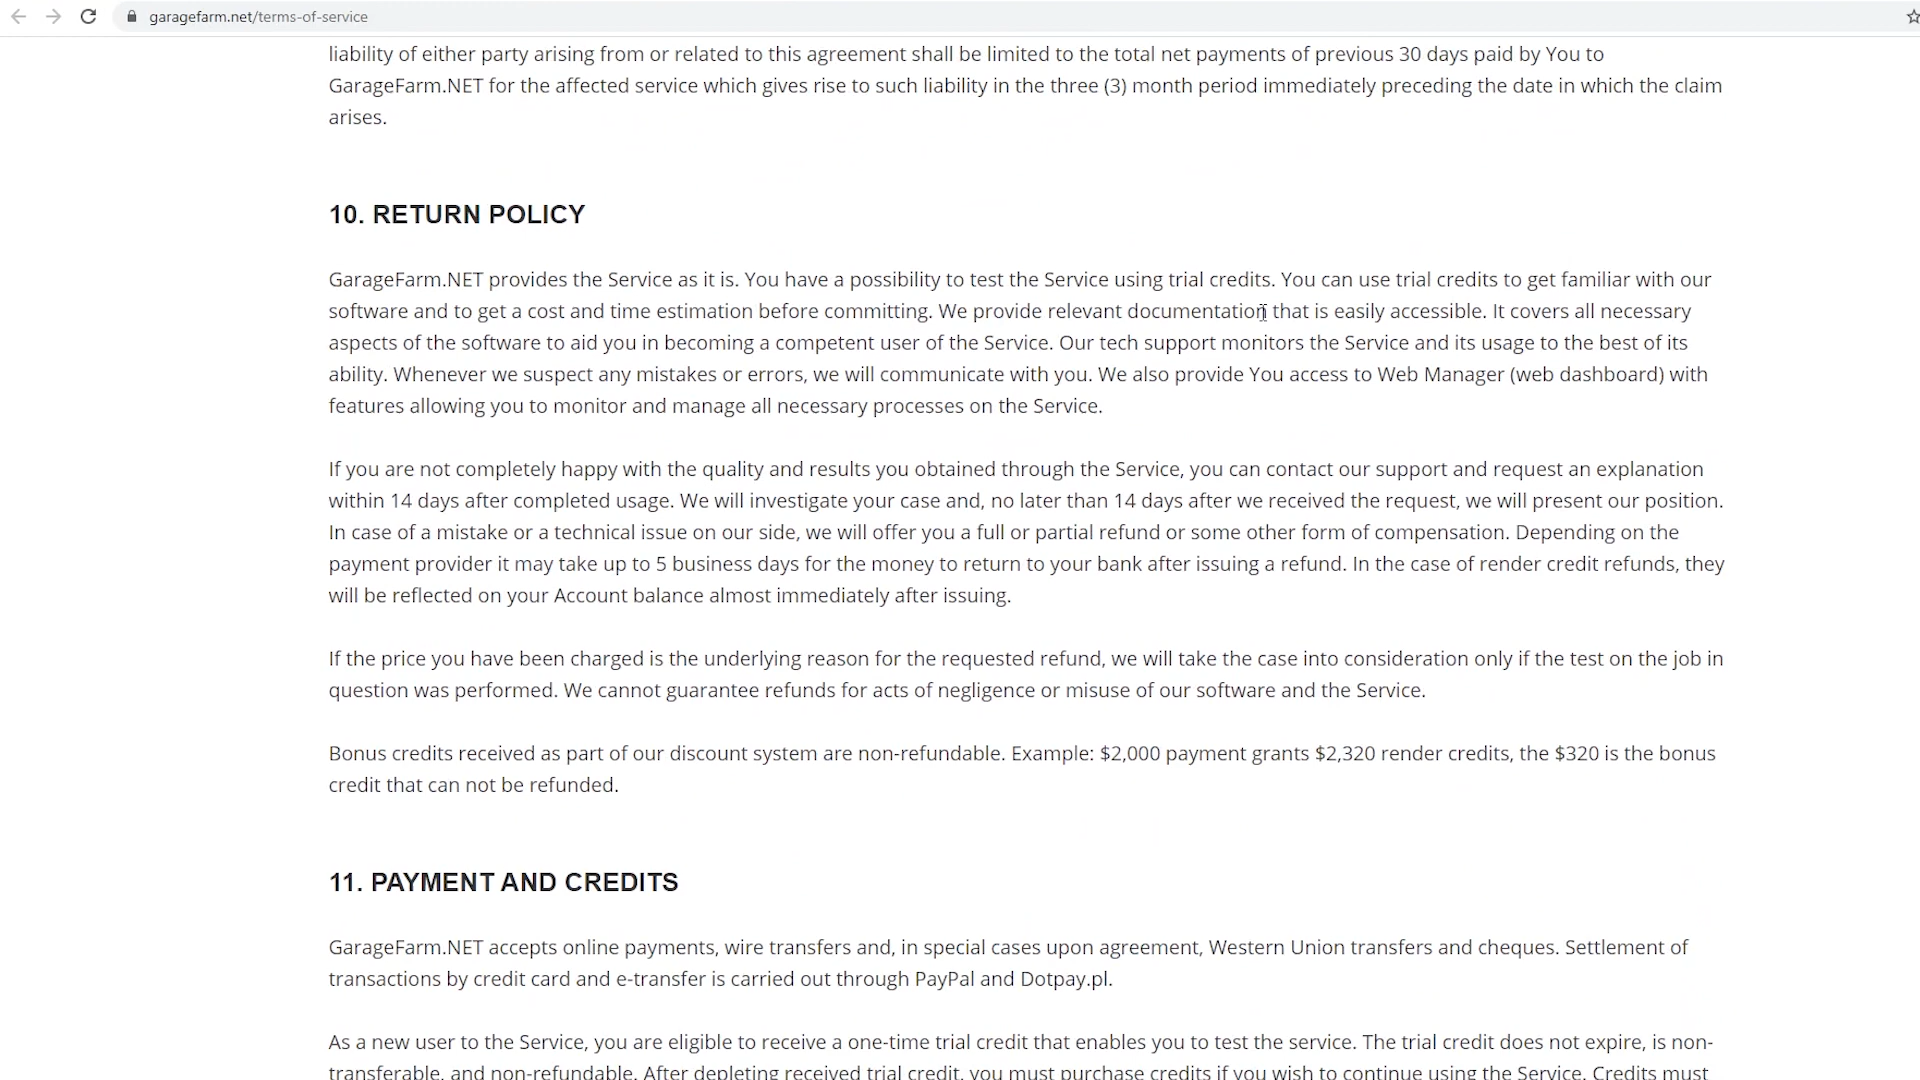 garagefarm.net/terms-of-service
liability of either party arising from or related to this agreement shall be limited to the total net payments of previous 30 days paid by You to
GarageFarm.NET for the affected service which gives rise to such liability in the three (3) month period immediately preceding the date in which the claim
arises.
10. RETURN POLICY
GarageFarm.NET provides the Service as it is. You have a possibility to test the Service using trial credits. You can use trial credits to get familiar with our
software and to get a cost and time estimation before committing. We provide relevant documentation that is easily accessible. It covers all necessary
aspects of the software to aid you in becoming a competent user of the Service. Our tech support monitors the Service and its usage to the best of its
ability. Whenever we suspect any mistakes or errors, we will communicate with you. We also provide You access to Web Manager (web dashboard) with
features allowing you to monitor and manage all necessary processes on the Service.
If you are not completely happy with the quality and results you obtained through the Service, you can contact our support and request an explanation
within 14 days after completed usage. We will investigate your case and, no later than 14 days after we received the request, we will present our position.
In case of a mistake or a technical issue on our side, we will offer you a full or partial refund or some other form of compensation. Depending on the
payment provider it may take up to 5 business days for the money to return to your bank after issuing a refund. In the case of render credit refunds, they
will be reflected on your Account balance almost immediately after issuing.
If the price you have been charged is the underlying reason for the requested refund, we will take the case into consideration only if the test on the job in
question was performed. We cannot guarantee refunds for acts of negligence or misuse of our software and the Service.
Bonus credits received as part of our discount system are non-refundable. Example: $2,000 payment grants $2,320 render credits, the $320 is the bonus
credit that can not be refunded.
11. PAYMENT AND CREDITS
GarageFarm.NET accepts online payments, wire transfers and, in special cases upon agreement, Western Union transfers and cheques. Settlement of
transactions by credit card and e-transfer is carried out through PayPal and Dotpay.pl.
As a new user to the Service, you are eligible to receive a one-time trial credit that enables you to test the service. The trial credit does not expire, is non-
transferable, and non-refundable. After depleting received trial credit, you must purchase credits if you wish to continue using the Service. Credits must